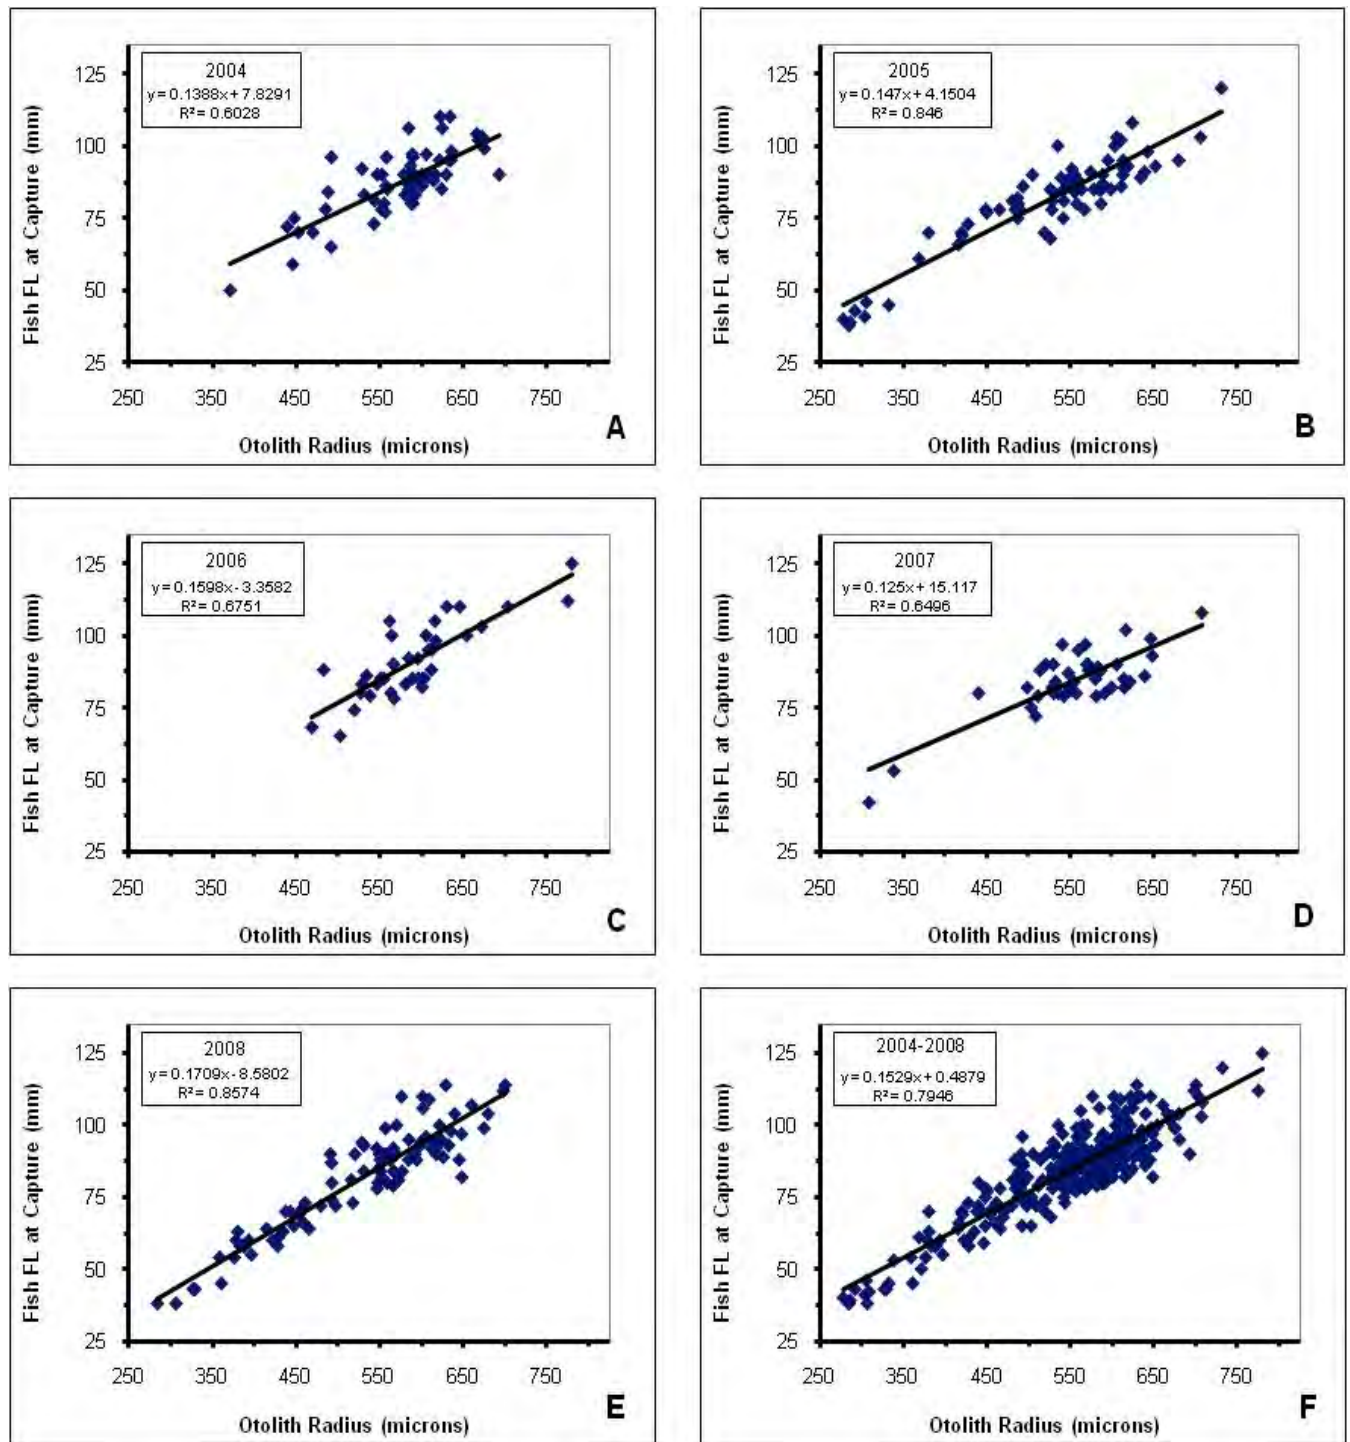 2004
y = 0.1388x + 7.8291
R² = 0.6028
125
100
75
50
25
Fish FL at Capture (mm)
250 350 450 550 650 750
Otolith Radius (microns)
A
2005
y = 0.147x + 4.1504
R² = 0.846
125
100
75
50
25
Fish FL at Capture (mm)
250 350 450 550 650 750
Otolith Radius (microns)
B
2006
y = 0.1598x - 3.3582
R² = 0.6751
125
100
75
50
25
Fish FL at Capture (mm)
250 350 450 550 650 750
Otolith Radius (microns)
C
2007
y = 0.125x + 15.117
R² = 0.6496
125
100
75
50
25
Fish FL at Capture (mm)
250 350 450 550 650 750
Otolith Radius (microns)
D
2008
y = 0.1709x - 8.5802
R² = 0.8574
125
100
75
50
25
Fish FL at Capture (mm)
250 350 450 550 650 750
Otolith Radius (microns)
E
2004-2008
y = 0.1529x + 0.4879
R² = 0.7946
125
100
75
50
25
Fish FL at Capture (mm)
250 350 450 550 650 750
Otolith Radius (microns)
F